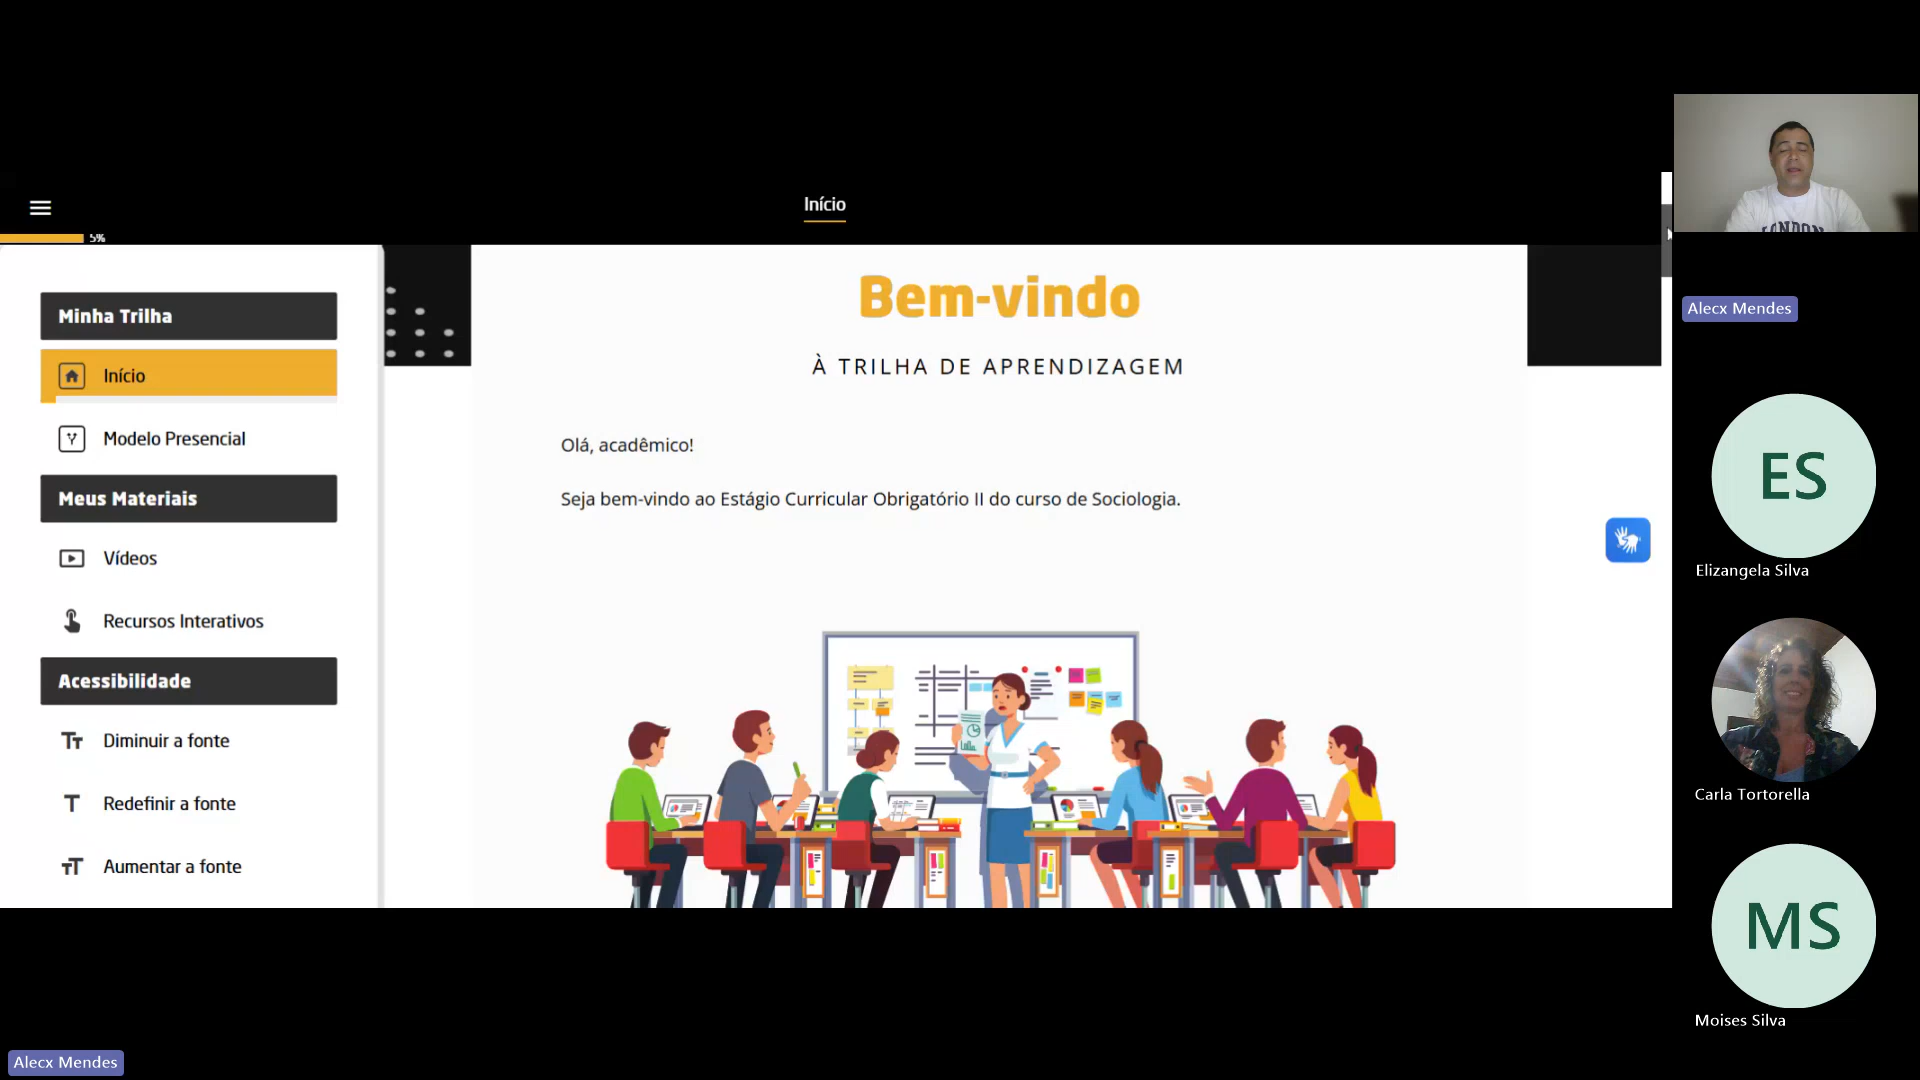 Início
5%
Minha Trilha
Início
Modelo Presencial
Meus Materiais
Vídeos
Recursos Interativos
Acessibilidade
Diminuir a fonte
Redefinir a fonte
Aumentar a fonte
Bem-vindo
À TRILHA DE APRENDIZAGEM
Olá, acadêmico!
Seja bem-vindo ao Estágio Curricular Obrigatório II do curso de Sociologia.
LONDON
Alecx Mendes
ES
Elizangela Silva
Carla Tortorella
MS
Moises Silva
Alecx Mendes